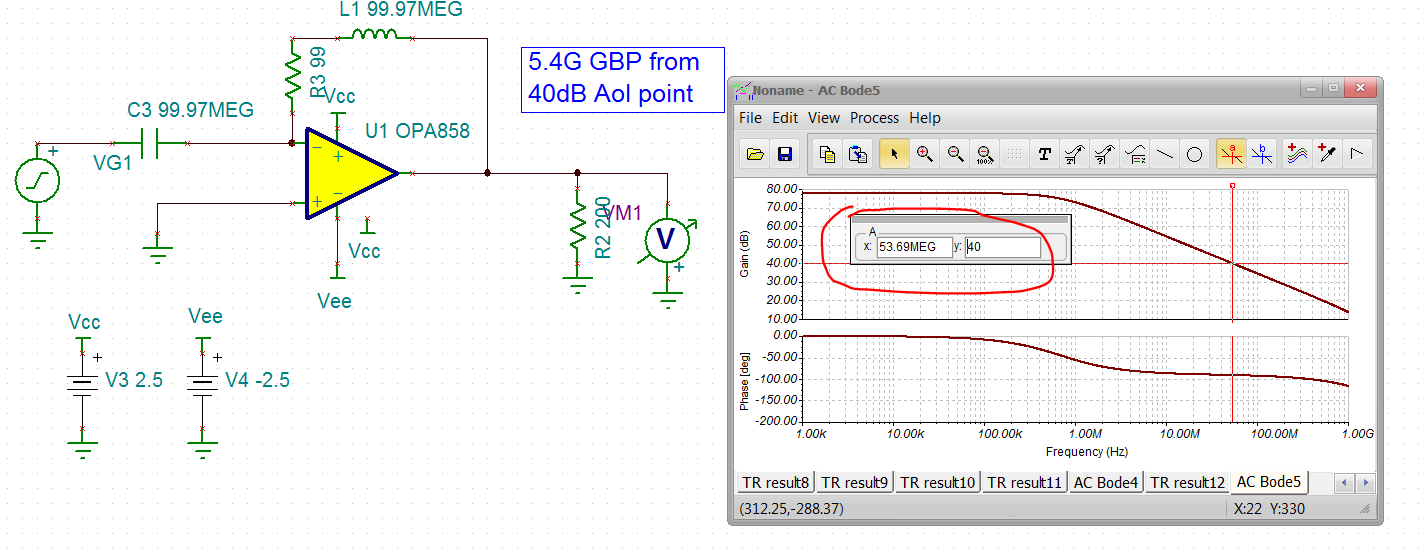 L1 99.97MEG
R3 99
Vcc
C3 99.97MEG
U1 OPA858
VG1
5.4G GBP from
40dB Aol point
R2 200
VM1
V
+
Vcc
Vee
Vcc
Vee
V3 2.5
V4 -2.5
Noname - AC Bode5
File Edit View Process Help
a
b
100%
T
Gain (dB)
80.00
70.00
60.00
50.00
40.00
30.00
20.00
10.00
A
x: 53.69MEG y: 40
Phase [deg]
0.00
-50.00
-100.00
-150.00
-200.00
1.00k 10.00k 100.00k 1.00M 10.00M 100.00M 1.00G
Frequency (Hz)
TR result8 TR result9 TR result10 TR result11 AC Bode4 TR result12 AC Bode5
(312.25,-288.37) X:22 Y:330